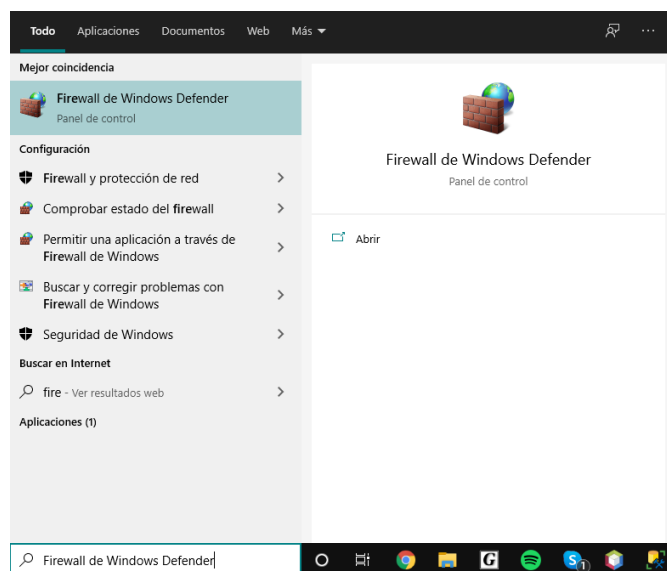 Todo Aplicaciones Documentos Web Más
Mejor coincidencia
Firewall de Windows Defender
Panel de control
Configuración
Firewall y protección de red
Comprobar estado del firewall
Permitir una aplicación a través de
Firewall de Windows
Buscar y corregir problemas con
Firewall de Windows
Seguridad de Windows
Buscar en Internet
fire - Ver resultados web
Aplicaciones (1)
Firewall de Windows Defender
Panel de control
Abrir
Firewall de Windows Defender
G S 1